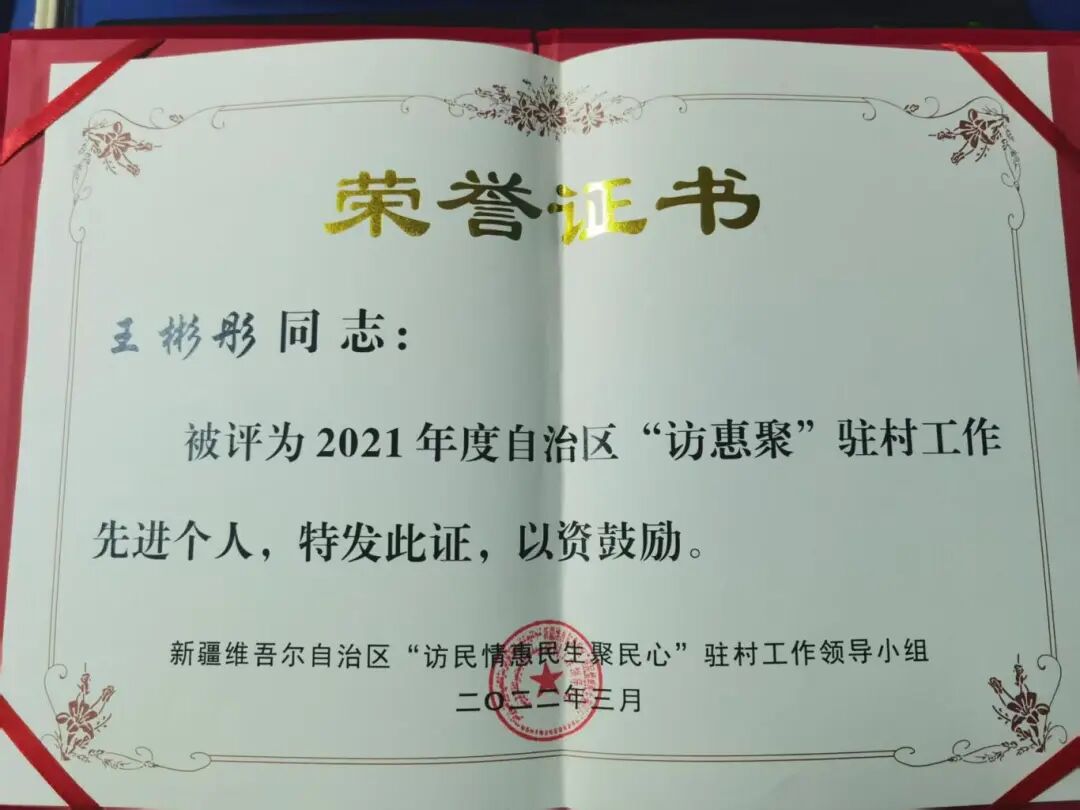 荣誉证书
王彬彤同志：
被评为2021年度自治区“访惠聚”驻村工作
先进个人，特发此证，以资鼓励。
新疆维吾尔自治区“访民情惠民生聚民心”驻村工作领导小组
二〇二二年三月